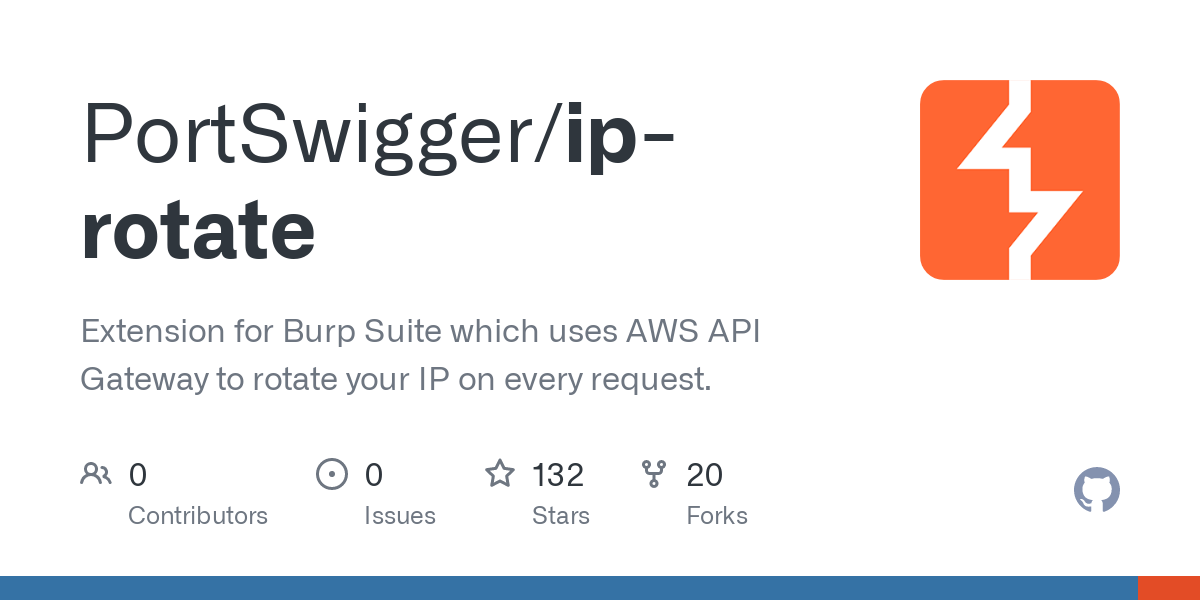 PortSwigger/ip-
rotate
Extension for Burp Suite which uses AWS API
Gateway to rotate your IP on every request.
0 0 132 20
Contributors Issues Stars Forks